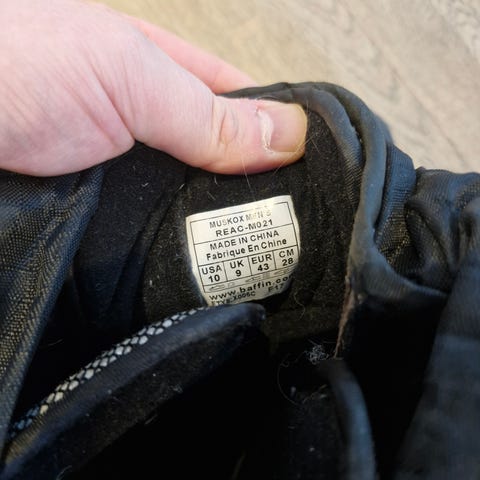 MUSKOX MEN'S
REAC-M021
MADE IN CHINA
Fabrique En Chine
USA UK EUR CM
10 9 43 28
www.baffin.co